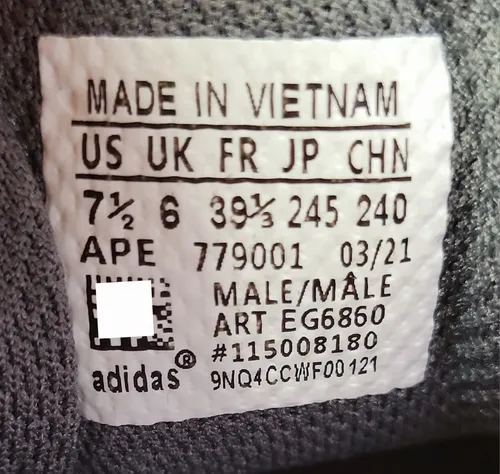 MADE IN VIETNAM
US UK FR JP CHN
7½ 6 39⅓ 245 240
APE 779001 03/21
MALE/MÂLE
ART EG6860
#115008180
adidas® 9NQ4CCWF00121